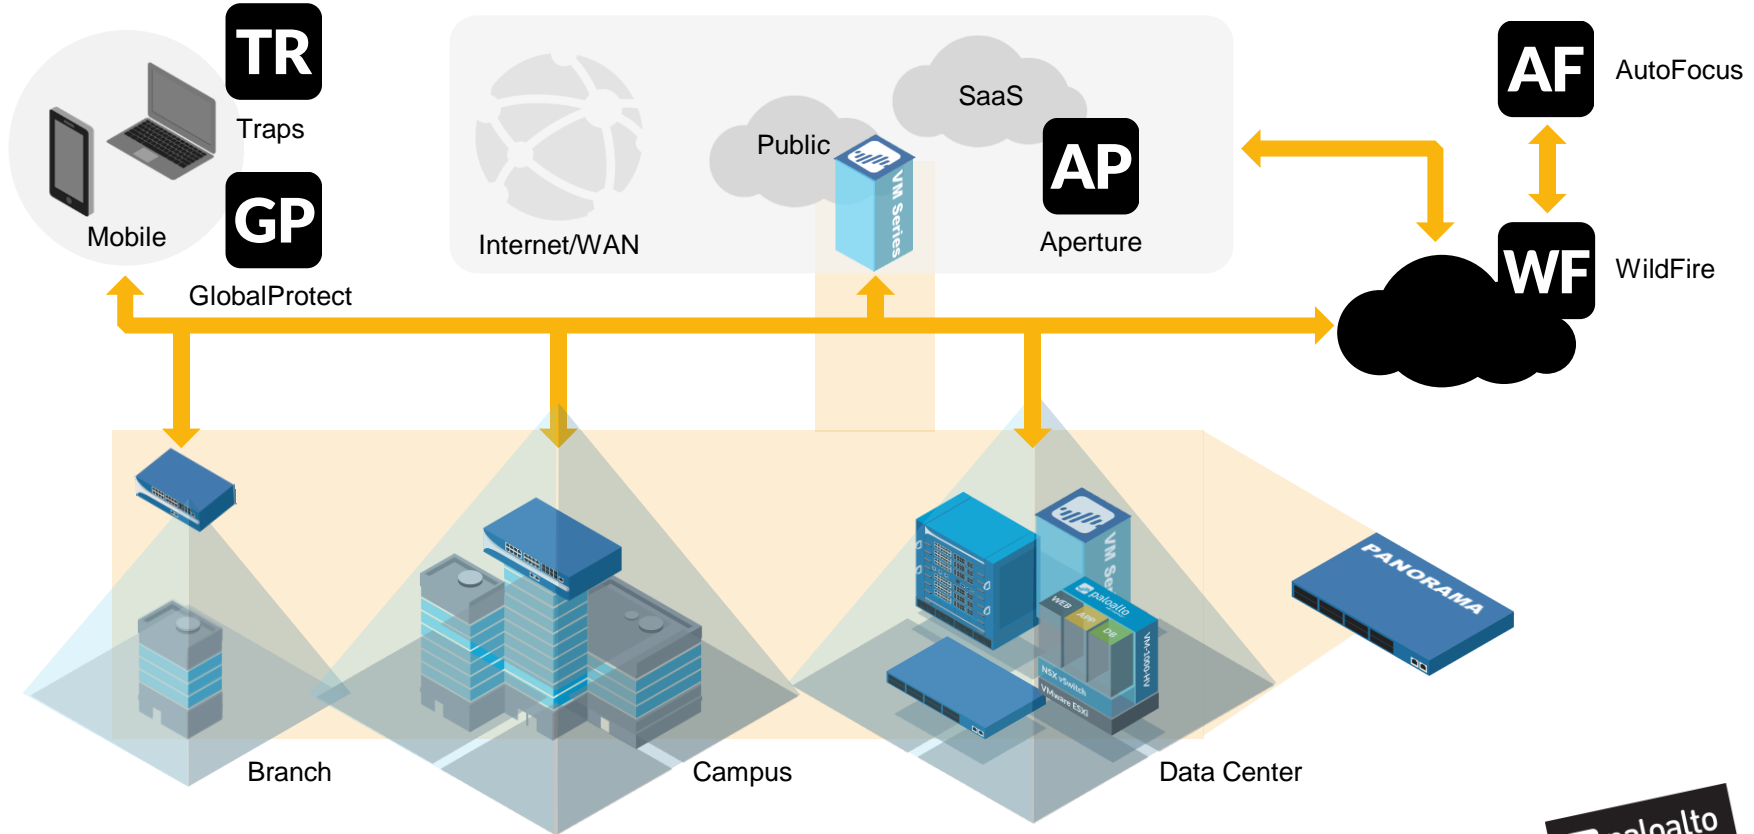 TR
Traps
GP
Mobile
GlobalProtect
Internet/WAN
Public
SaaS
VM Series
AP
Aperture
AF
AutoFocus
WF
WildFire
Branch
Campus
VM Se
paloalto
WEB
APP
DB
VM-1000-HV
NSX vSwitch
VMware ESXi
Data Center
PANORAMA
paloalto